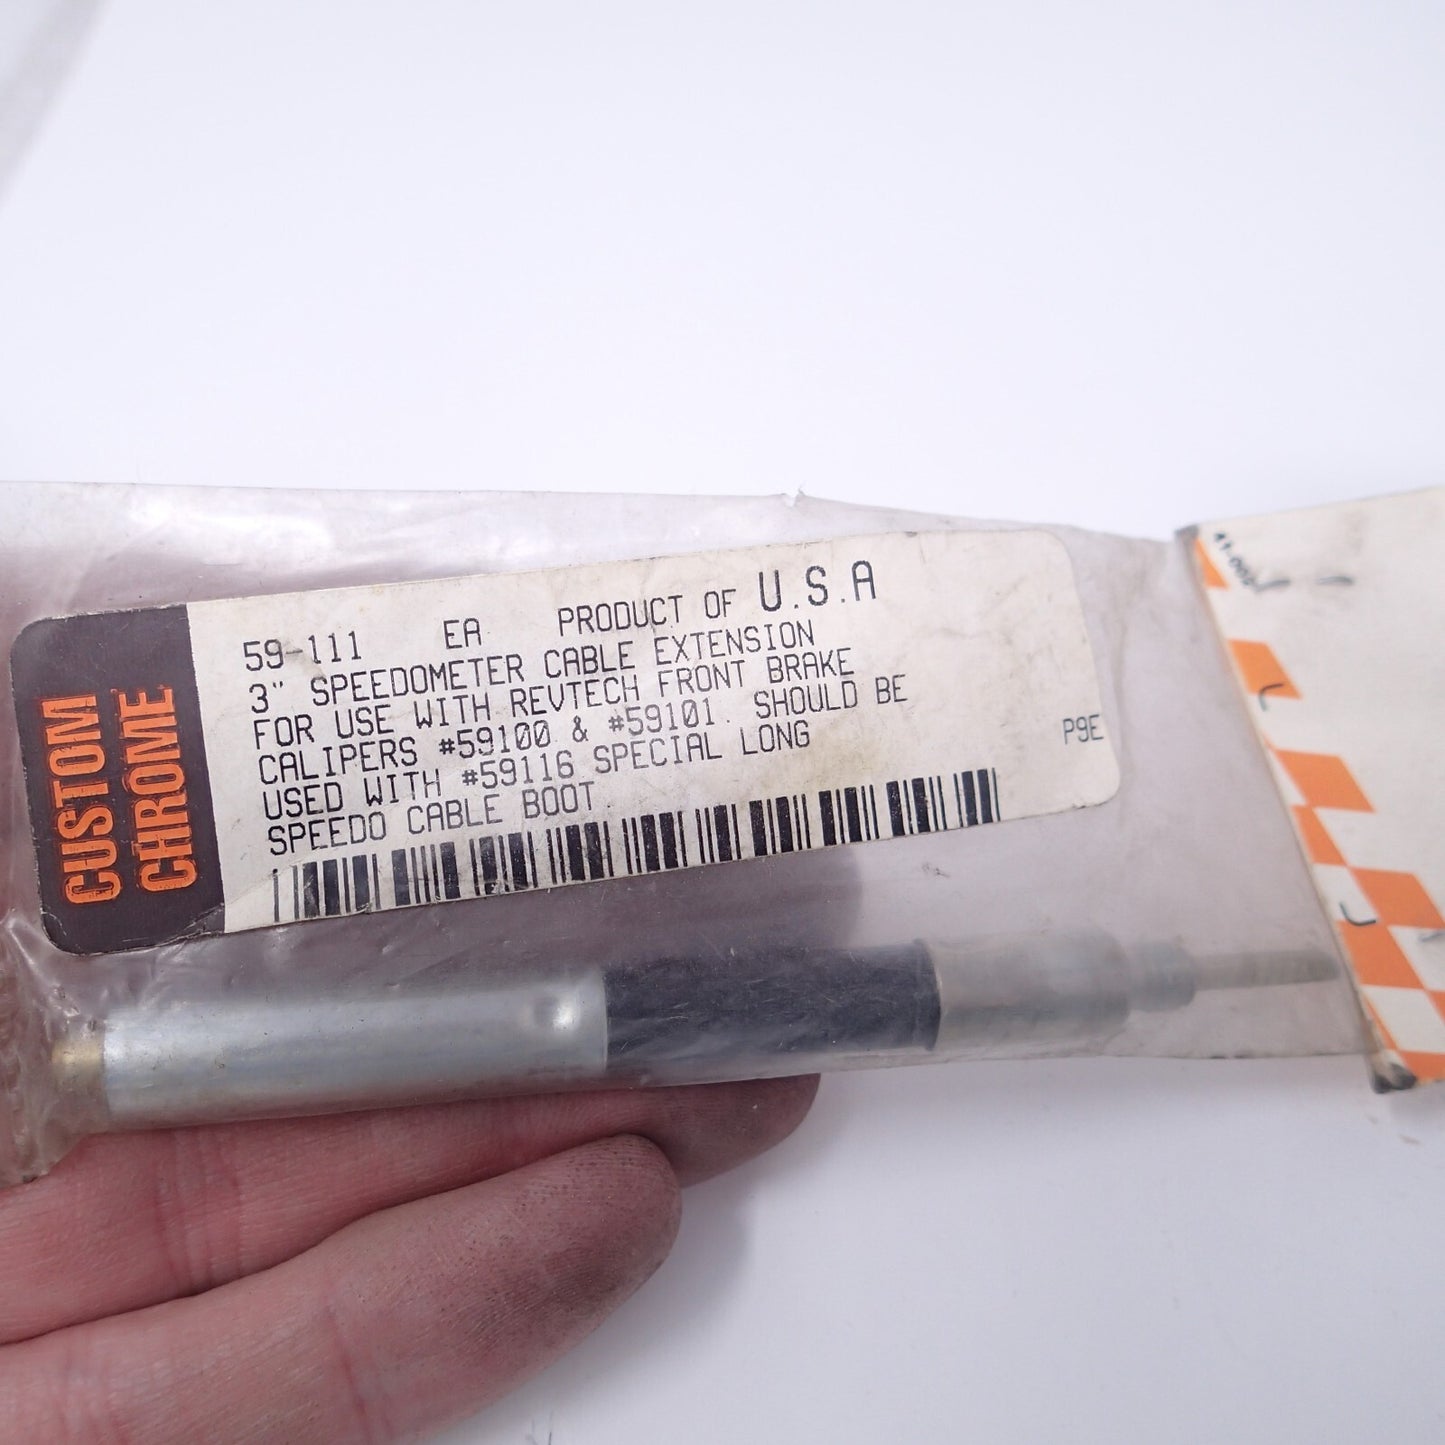 CUSTOM
CHROME
59-111 EA PRODUCT OF U.S.A
3" SPEEDOMETER CABLE EXTENSION
FOR USE WITH REVTECH FRONT BRAKE
CALIPERS #59100 & #59101. SHOULD BE
USED WITH #59116 SPECIAL LONG
SPEEDO CABLE BOOT
P9E